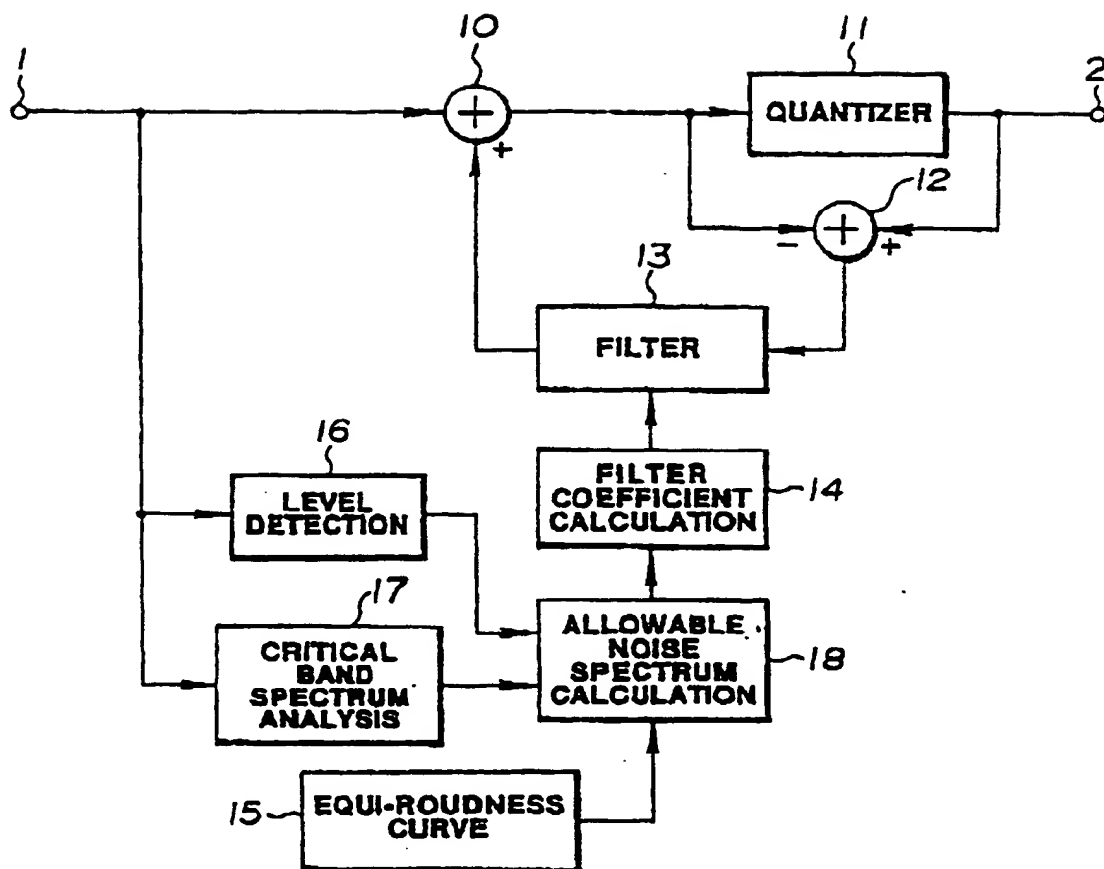 10
11
1
2
+
QUANTIZER
+
12
+
-
+
13
FILTER
16
LEVEL
DETECTION
FILTER
COEFFICIENT
CALCULATION
14
17
CRITICAL
BAND
SPECTRUM
ANALYSIS
ALLOWABLE
NOISE
SPECTRUM
CALCULATION
18
15
EQUI-ROUDNESS
CURVE